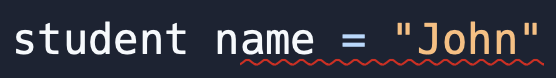 student name = "John"